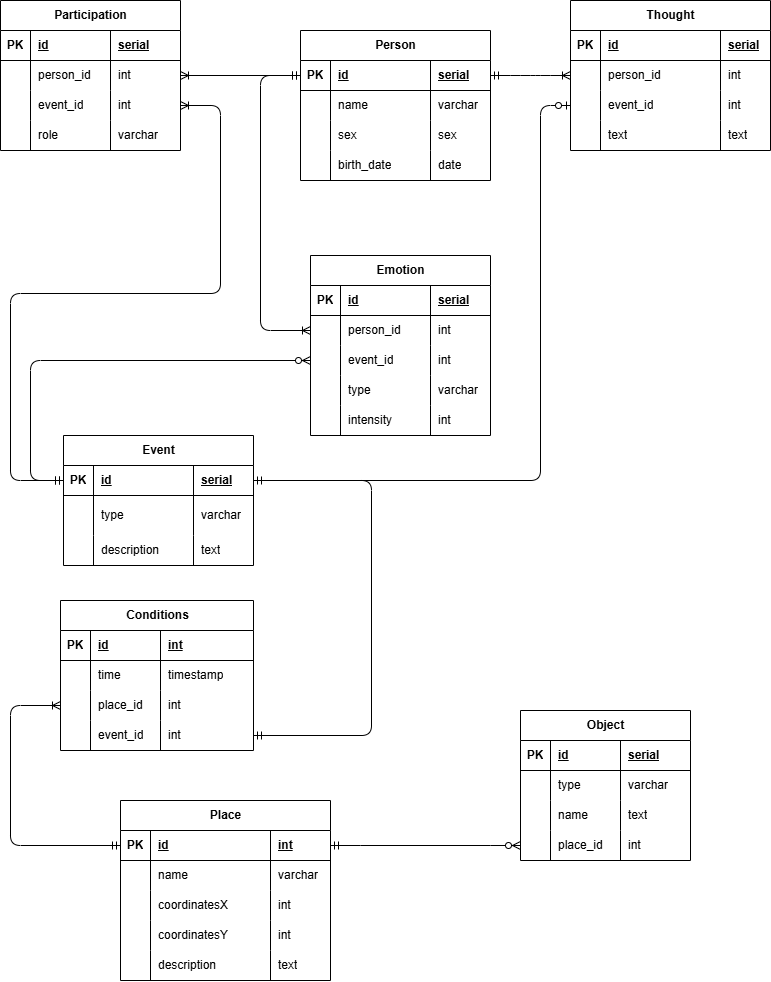 Participation
PK id serial
person_id int
event_id int
role varchar
Person
PK id serial
name varchar
sex sex
birth_date date
Thought
PK id serial
person_id int
event_id int
text text
Emotion
PK id serial
person_id int
event_id int
type varchar
intensity int
Event
PK id serial
type varchar
description text
Conditions
PK id int
time timestamp
place_id int
event_id int
Object
PK id serial
type varchar
name text
place_id int
Place
PK id int
name varchar
coordinatesX int
coordinatesY int
description text